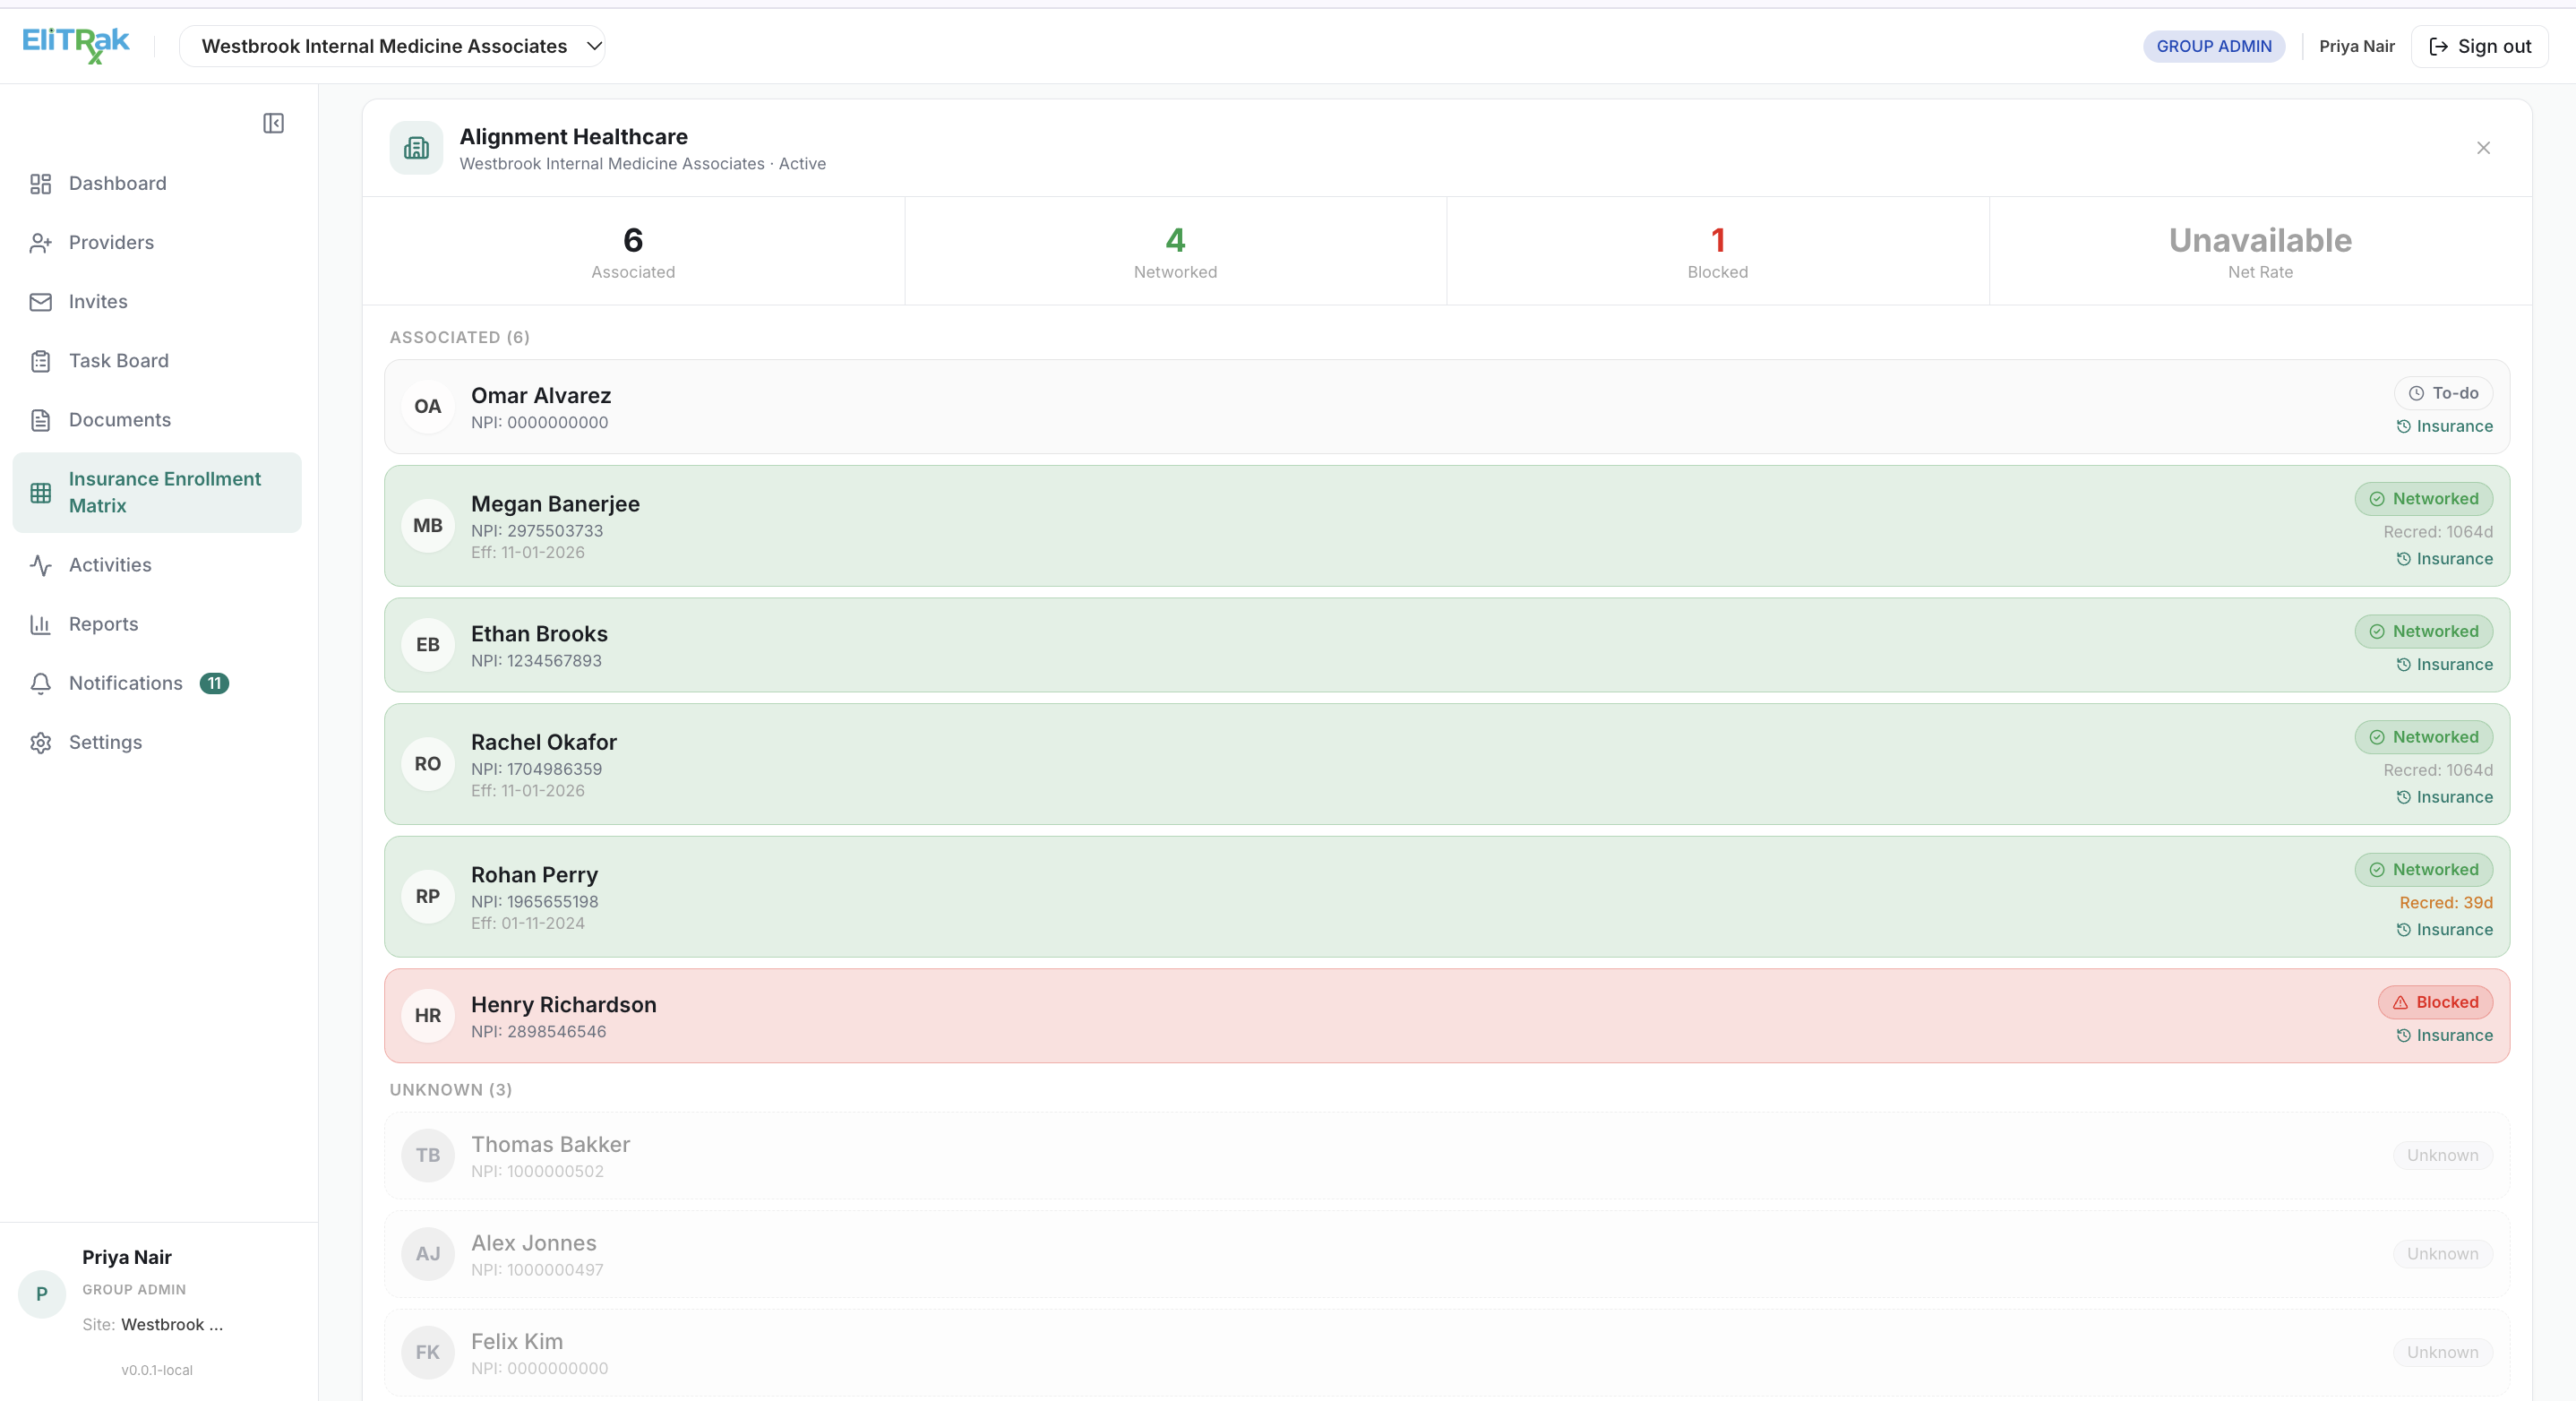 EliTRak
Westbrook Internal Medicine Associates
GROUP ADMIN
Priya Nair
Sign out
Dashboard
Providers
Invites
Task Board
Documents
Insurance Enrollment
Matrix
Activities
Reports
Notifications 11
Settings
Priya Nair
GROUP ADMIN
P
Site: Westbrook ...
v0.0.1-local
Alignment Healthcare
Westbrook Internal Medicine Associates · Active
6
Associated
4
Networked
1
Blocked
Unavailable
Net Rate
ASSOCIATED (6)
OA
Omar Alvarez
NPI: 0000000000
To-do
Insurance
MB
Megan Banerjee
NPI: 2975503733
Eff: 11-01-2026
Networked
Recred: 1064d
Insurance
EB
Ethan Brooks
NPI: 1234567893
Networked
Insurance
RO
Rachel Okafor
NPI: 1704986359
Eff: 11-01-2026
Networked
Recred: 1064d
Insurance
RP
Rohan Perry
NPI: 1965655198
Eff: 01-11-2024
Networked
Recred: 39d
Insurance
HR
Henry Richardson
NPI: 2898546546
Blocked
Insurance
UNKNOWN (3)
TB
Thomas Bakker
NPI: 1000000502
Unknown
AJ
Alex Jonnes
NPI: 1000000497
Unknown
FK
Felix Kim
NPI: 0000000000
Unknown